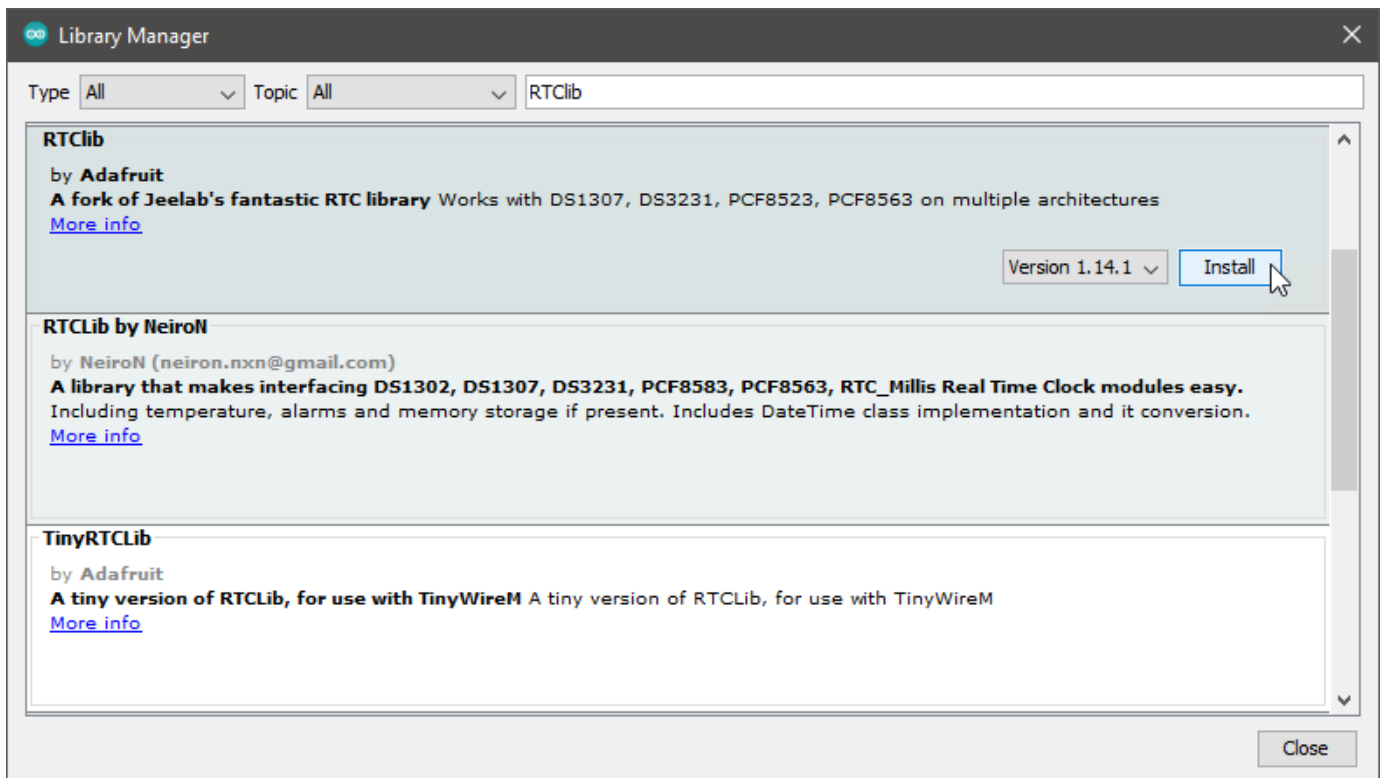 Library Manager
Type All Topic All RTClib
RTClib
by Adafruit
A fork of Jeelab's fantastic RTC library Works with DS1307, DS3231, PCF8523, PCF8563 on multiple architectures
More info
Version 1.14.1 Install
RTCLib by NeiroN
by NeiroN (neiron.nxn@gmail.com)
A library that makes interfacing DS1302, DS1307, DS3231, PCF8583, PCF8563, RTC_Millis Real Time Clock modules easy.
Including temperature, alarms and memory storage if present. Includes DateTime class implementation and it conversion.
More info
TinyRTCLib
by Adafruit
A tiny version of RTCLib, for use with TinyWireM A tiny version of RTCLib, for use with TinyWireM
More info
Close